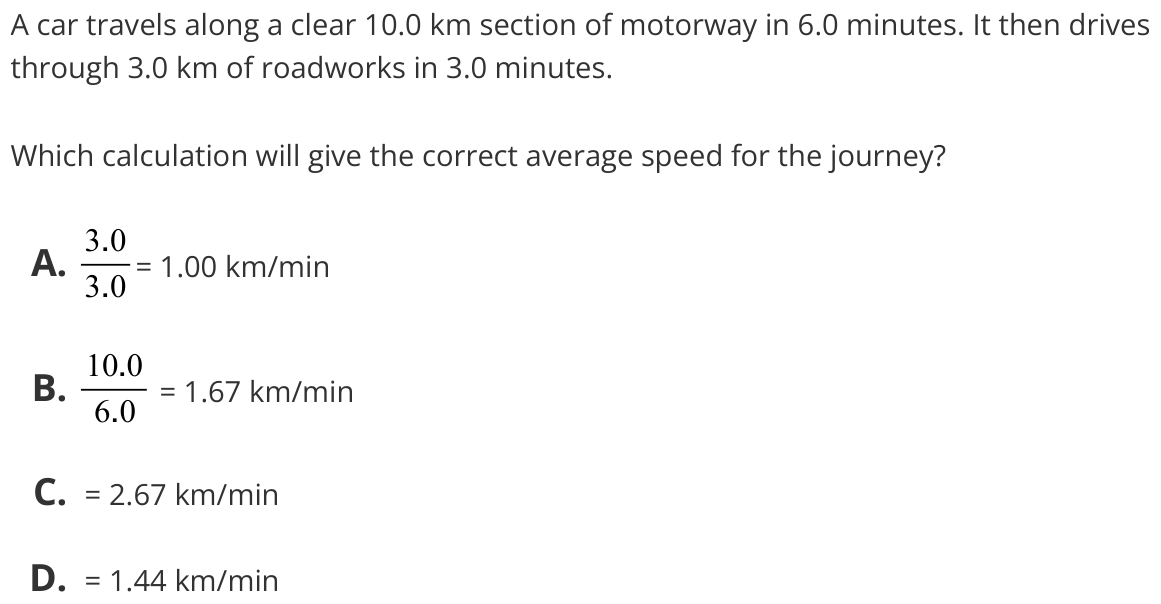 A car travels along a clear 10.0 km section of motorway in 6.0 minutes. It then drives
through 3.0 km of roadworks in 3.0 minutes.
Which calculation will give the correct average speed for the journey?
A. 3.0/3.0 = 1.00 km/min
B. 10.0/6.0 = 1.67 km/min
C. = 2.67 km/min
D. = 1.44 km/min